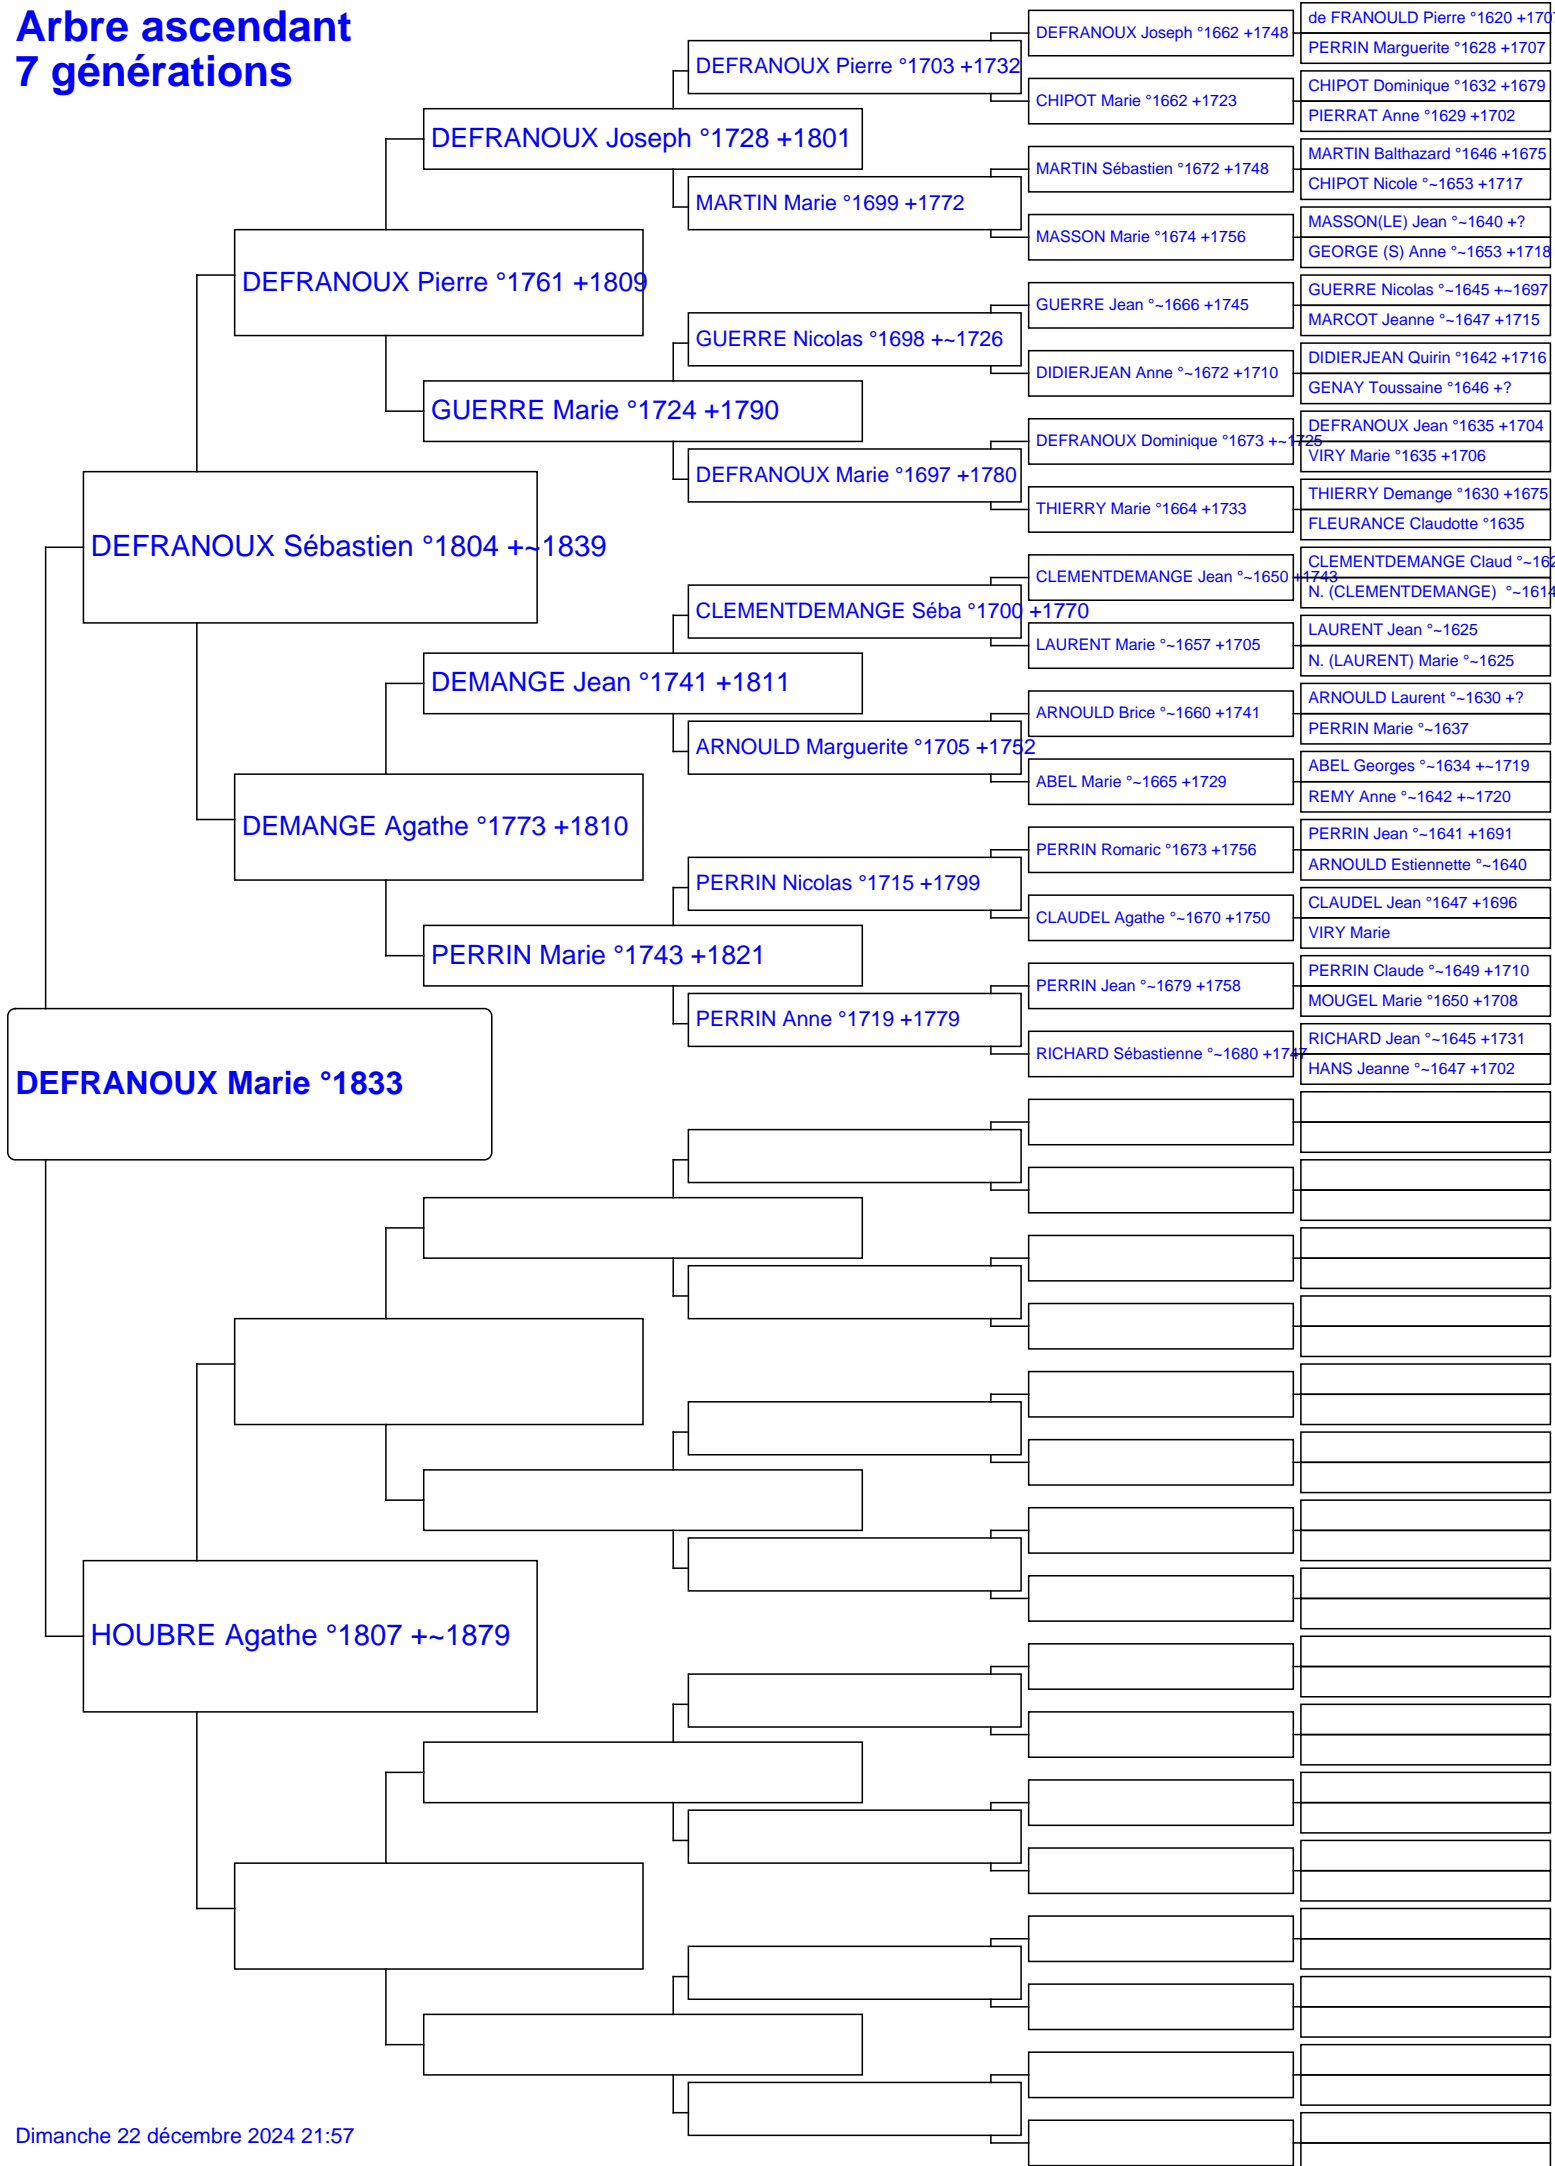 Arbre ascendant
7 générations
DEFRANOUX Marie °1833
DEFRANOUX Sébastien °1804 +~1839
HOUBRE Agathe °1807 +~1879
DEFRANOUX Pierre °1761 +1809
DEMANGE Agathe °1773 +1810
DEFRANOUX Joseph °1728 +1801
GUERRE Marie °1724 +1790
DEMANGE Jean °1741 +1811
PERRIN Marie °1743 +1821
DEFRANOUX Pierre °1703 +1732
MARTIN Marie °1699 +1772
GUERRE Nicolas °1698 +~1726
DEFRANOUX Marie °1697 +1780
CLEMENTDEMANGE Séba °1700 +1770
ARNOULD Marguerite °1705 +1752
PERRIN Nicolas °1715 +1799
PERRIN Anne °1719 +1779
DEFRANOUX Joseph °1662 +1748
CHIPOT Marie °1662 +1723
MARTIN Sébastien °1672 +1748
MASSON Marie °1674 +1756
GUERRE Jean °~1666 +1745
DIDIERJEAN Anne °~1672 +1710
DEFRANOUX Dominique °1673 +~1725
THIERRY Marie °1664 +1733
CLEMENTDEMANGE Jean °~1650 +1743
LAURENT Marie °~1657 +1705
ARNOULD Brice °~1660 +1741
ABEL Marie °~1665 +1729
PERRIN Romaric °1673 +1756
CLAUDEL Agathe °~1670 +1750
PERRIN Jean °~1679 +1758
RICHARD Sébastienne °~1680 +1747
de FRANOULD Pierre °1620 +170
PERRIN Marguerite °1628 +1707
CHIPOT Dominique °1632 +1679
PIERRAT Anne °1629 +1702
MARTIN Balthazard °1646 +1675
CHIPOT Nicole °~1653 +1717
MASSON(LE) Jean °~1640 +?
GEORGE (S) Anne °~1653 +1718
GUERRE Nicolas °~1645 +~1697
MARCOT Jeanne °~1647 +1715
DIDIERJEAN Quirin °1642 +1716
GENAY Toussaine °1646 +?
DEFRANOUX Jean °1635 +1704
VIRY Marie °1635 +1706
THIERRY Demange °1630 +1675
FLEURANCE Claudotte °1635
CLEMENTDEMANGE Claud °~162
N. (CLEMENTDEMANGE) °~1614
LAURENT Jean °~1625
N. (LAURENT) Marie °~1625
ARNOULD Laurent °~1630 +?
PERRIN Marie °~1637
ABEL Georges °~1634 +~1719
REMY Anne °~1642 +~1720
PERRIN Jean °~1641 +1691
ARNOULD Estiennette °~1640
CLAUDEL Jean °1647 +1696
VIRY Marie
PERRIN Claude °~1649 +1710
MOUGEL Marie °1650 +1708
RICHARD Jean °~1645 +1731
HANS Jeanne °~1647 +1702
Dimanche 22 décembre 2024 21:57